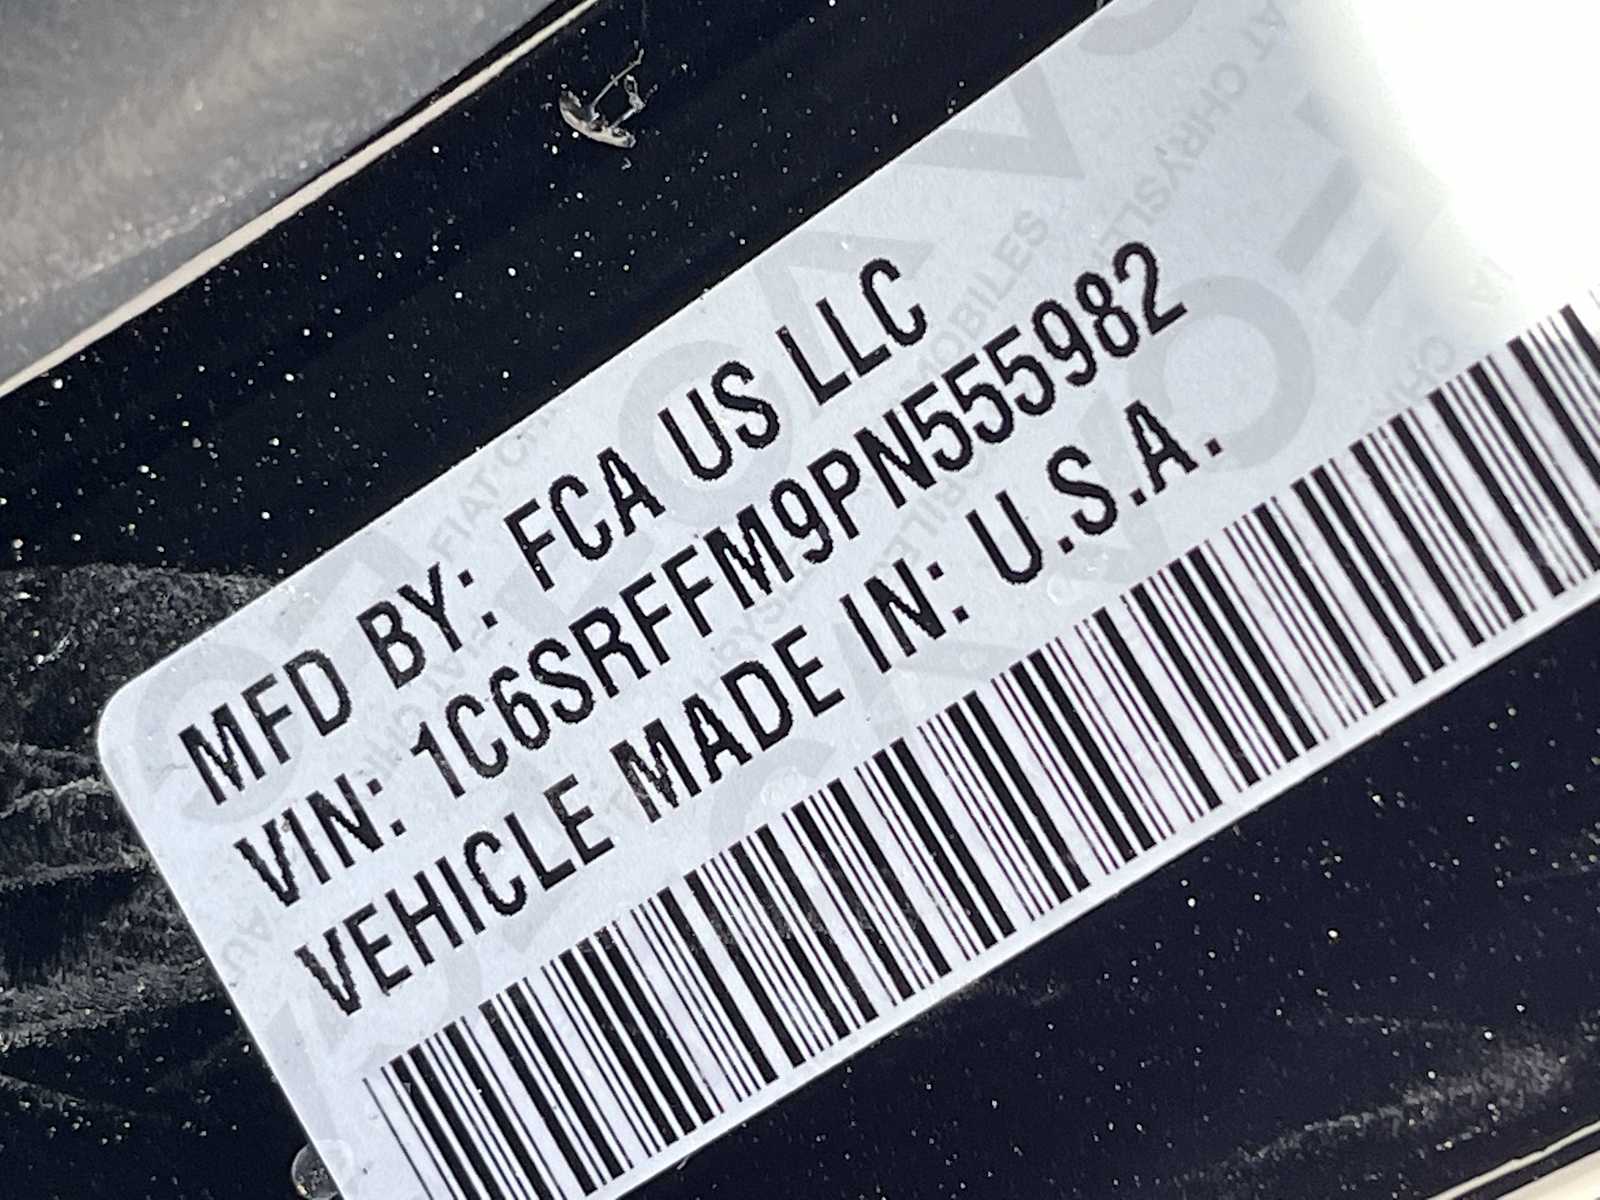 MFD BY: FCA US LLC
VIN: 1C6SRFFM9PN555982
VEHICLE MADE IN: U.S.A.